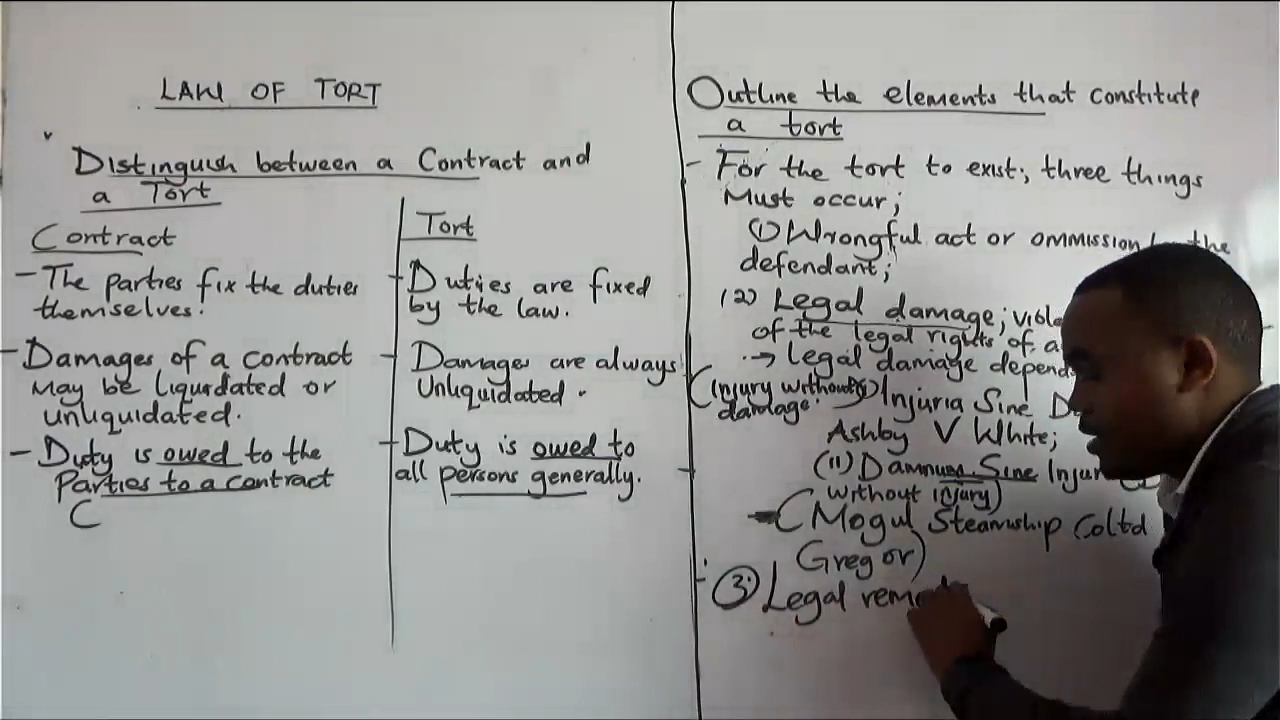 LAW OF TORT
Distinguish between a Contract and
a Tort
Contract
- The parties fix the duties
themselves.
- Damages of a contract
may be liquidated or
unliquidated.
- Duty is owed to the
Parties to a contract
C
Tort
- Duties are fixed
by the law.
- Damages are always
Unliquidated.
- Duty is owed to
all persons generally.
Outline the elements that constitute
a tort
- For the tort to exist; three things
Must occur;
(1) Wrongful act or ommission the
defendant;
(2) Legal damage;
of the legal rights of a
→ Legal damage
(Injury without
damage.
Injuria Sine
Ashby V White;
(II) Damnum Sine
without injury)
- (Mogul Steamship Co ltd
Gregor)
(3) Legal